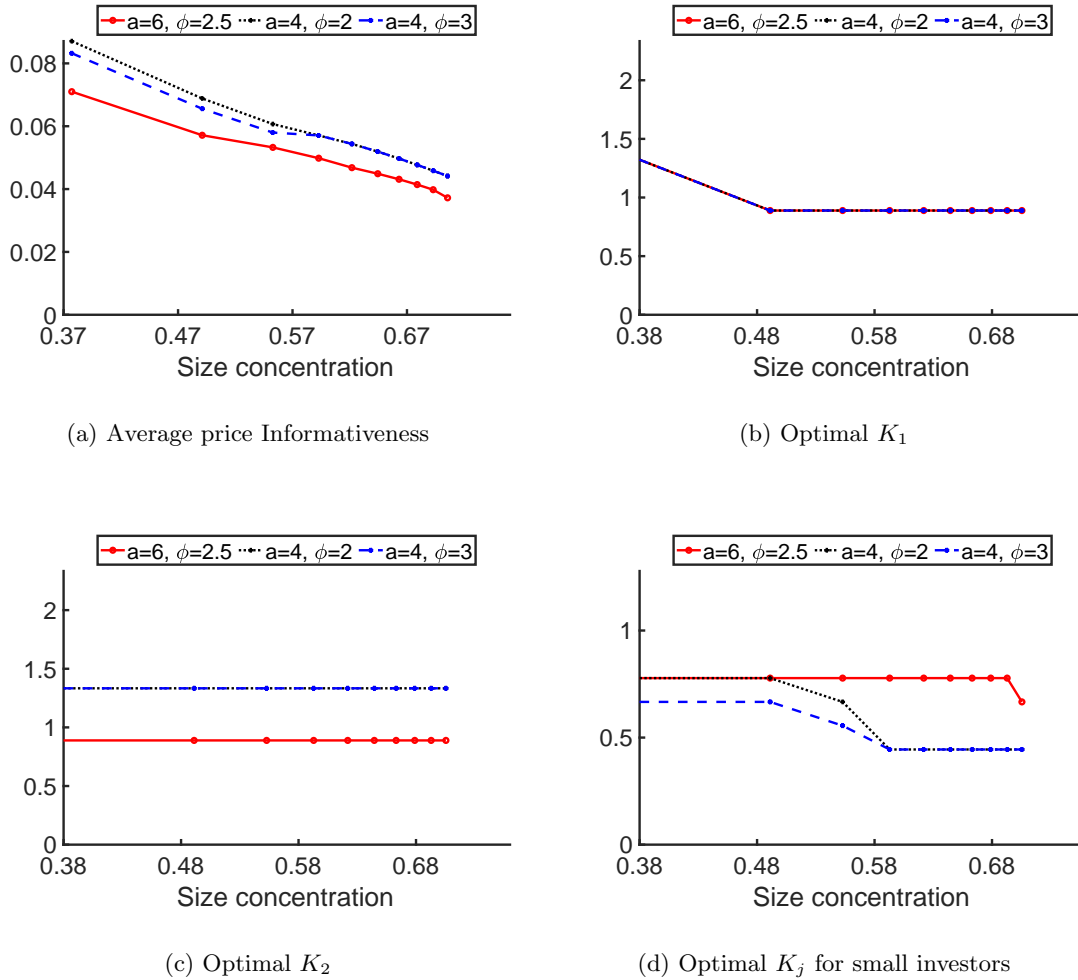 a=6, ϕ=2.5 a=4, ϕ=2 a=4, ϕ=3
0.08
0.06
0.04
0.02
0
0.37 0.47 0.57 0.67
Size concentration
(a) Average price Informativeness
a=6, ϕ=2.5 a=4, ϕ=2 a=4, ϕ=3
2
1.5
1
0.5
0
0.38 0.48 0.58 0.68
Size concentration
(b) Optimal K₁
a=6, ϕ=2.5 a=4, ϕ=2 a=4, ϕ=3
2
1.5
1
0.5
0
0.38 0.48 0.58 0.68
Size concentration
(c) Optimal K₂
a=6, ϕ=2.5 a=4, ϕ=2 a=4, ϕ=3
1
0.5
0
0.38 0.48 0.58 0.68
Size concentration
(d) Optimal Kⱼ for small investors